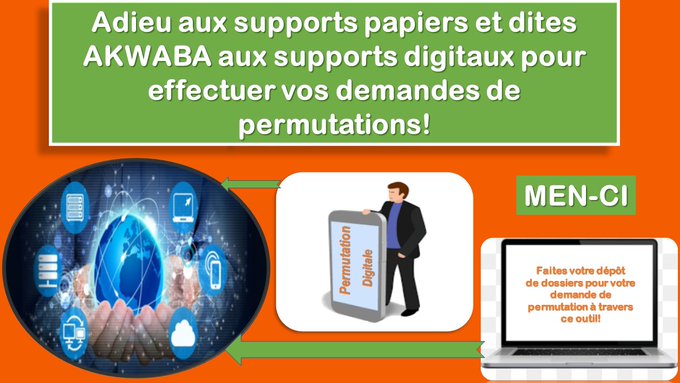 Adieu aux supports papiers et dites
AKWABA aux supports digitaux pour
effectuer vos demandes de
permutations!
MEN-CI
Permutation
Digitale
Faites votre dépôt
de dossiers pour votre
demande de
permutation à travers
ce outil!